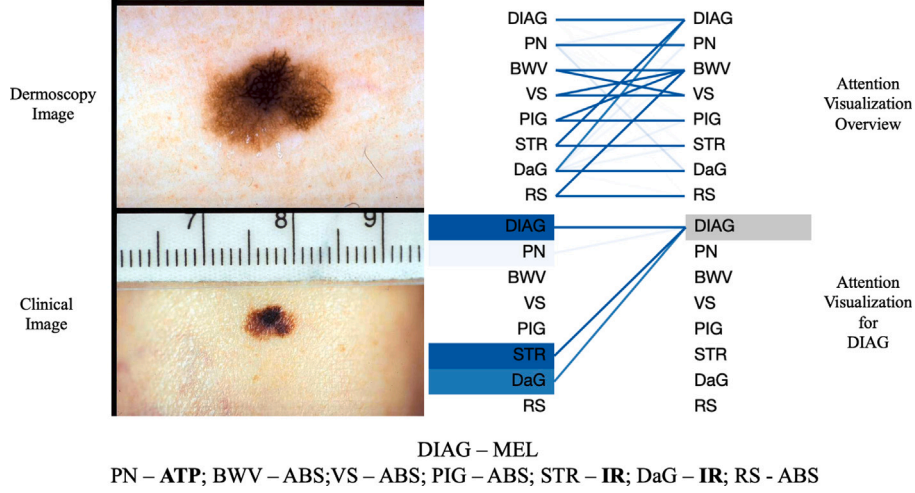 Dermoscopy
Image
DIAG DIAG
PN PN
BWV BWV
VS VS
PIG PIG
STR STR
DaG DaG
RS RS
Attention
Visualization
Overview
7 8 9
Clinical
Image
DIAG DIAG
PN PN
BWV BWV
VS VS
PIG PIG
STR STR
DaG DaG
RS RS
Attention
Visualization
for
DIAG
DIAG – MEL
PN – ATP; BWV – ABS;VS – ABS; PIG – ABS; STR – IR; DaG – IR; RS - ABS